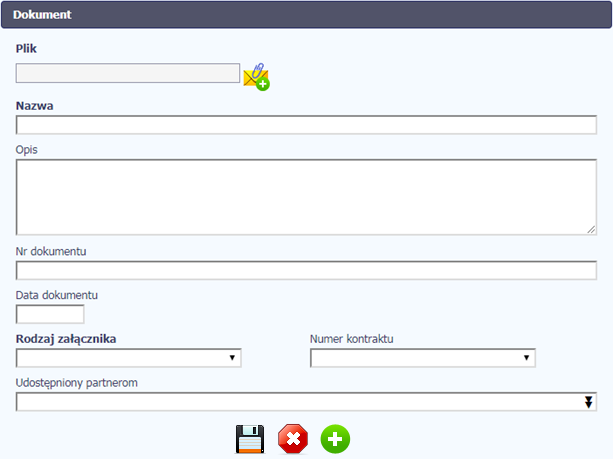 Dokument
Plik
Nazwa
Opis
Nr dokumentu
Data dokumentu
Rodzaj załącznika
Numer kontraktu
Udostępniony partnerom